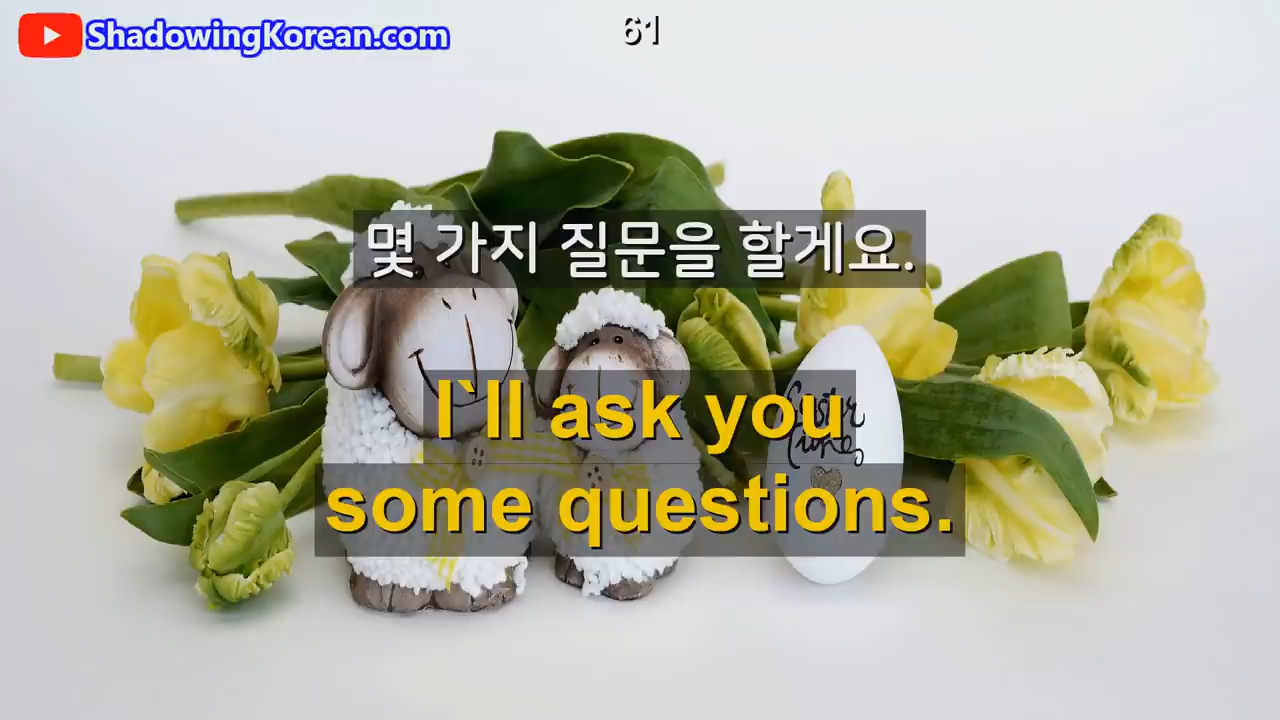 ShadowingKorean.com
61
몇 가지 질문을 할게요.
I`ll ask you
some questions.